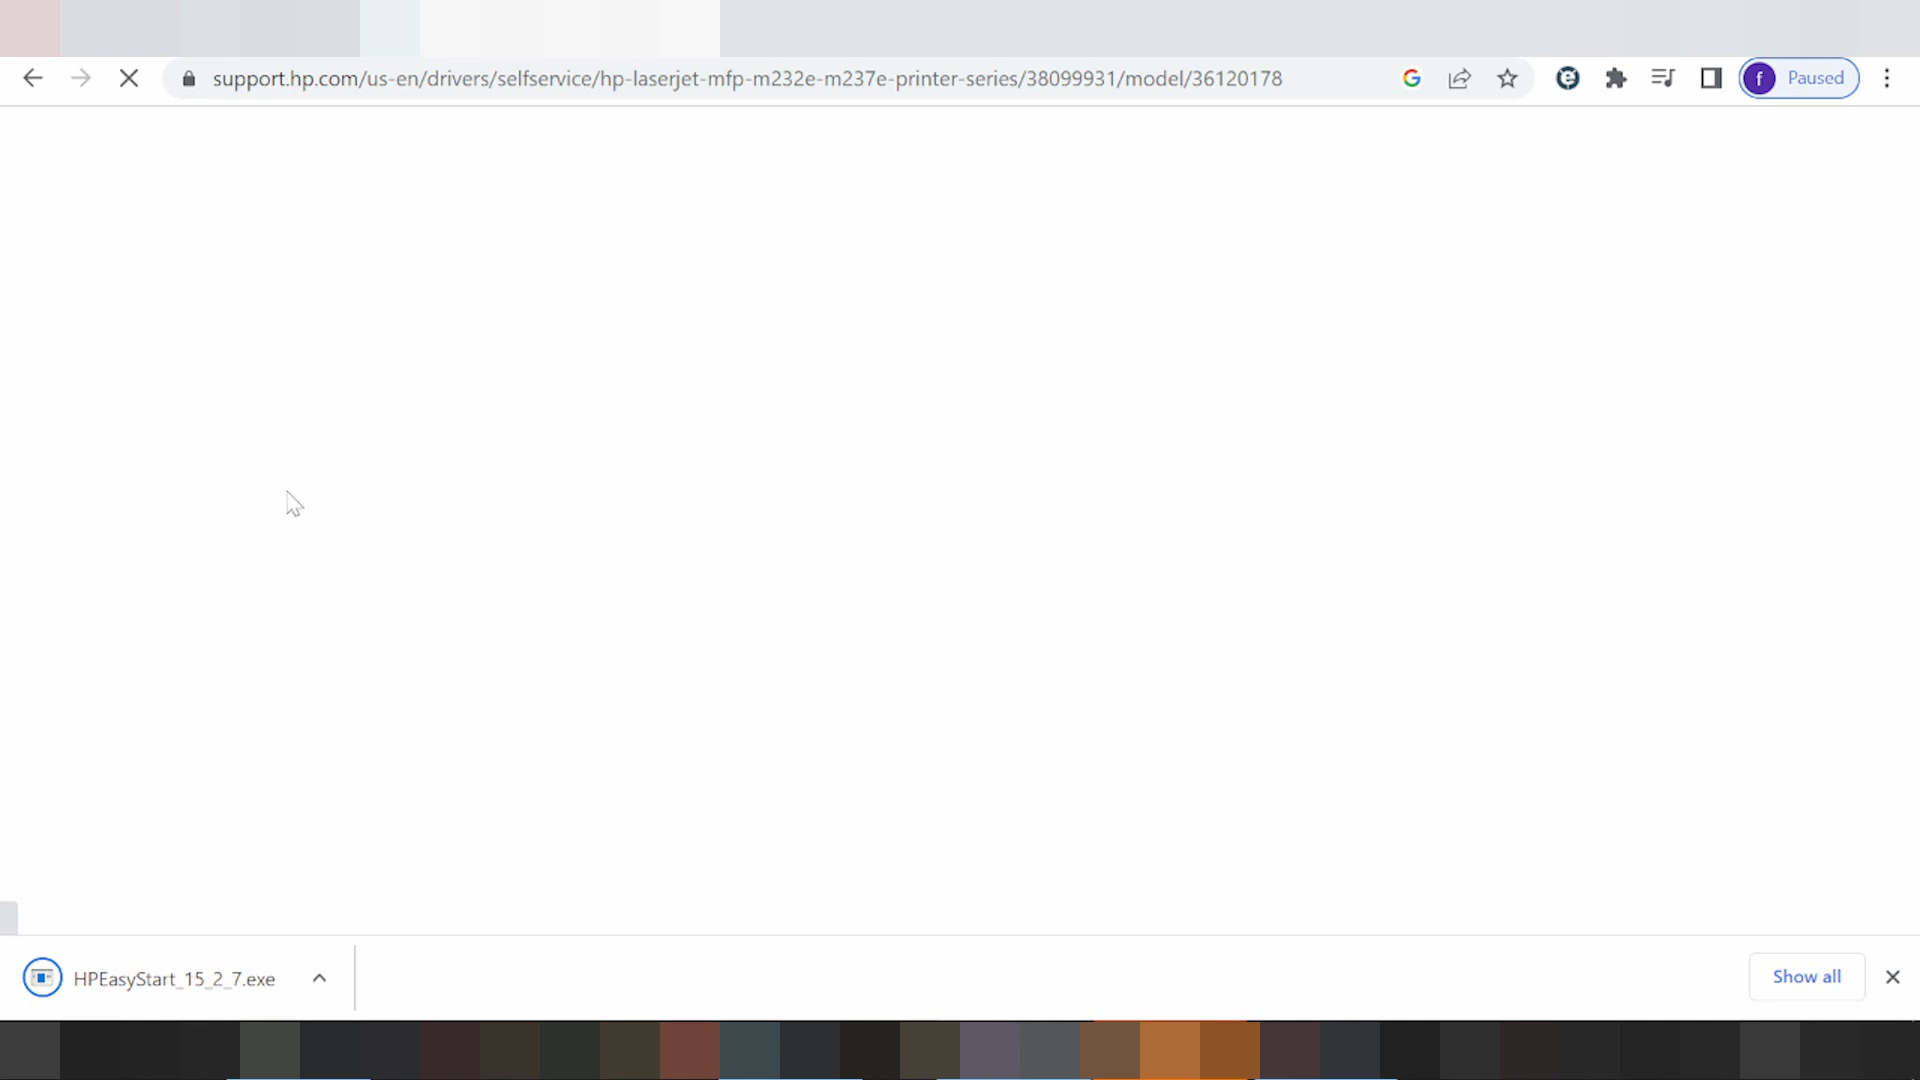 support.hp.com/us-en/drivers/selfservice/hp-laserjet-mfp-m232e-m237e-printer-series/38099931/model/36120178
G
f Paused
HPEasyStart_15_2_7.exe
Show all